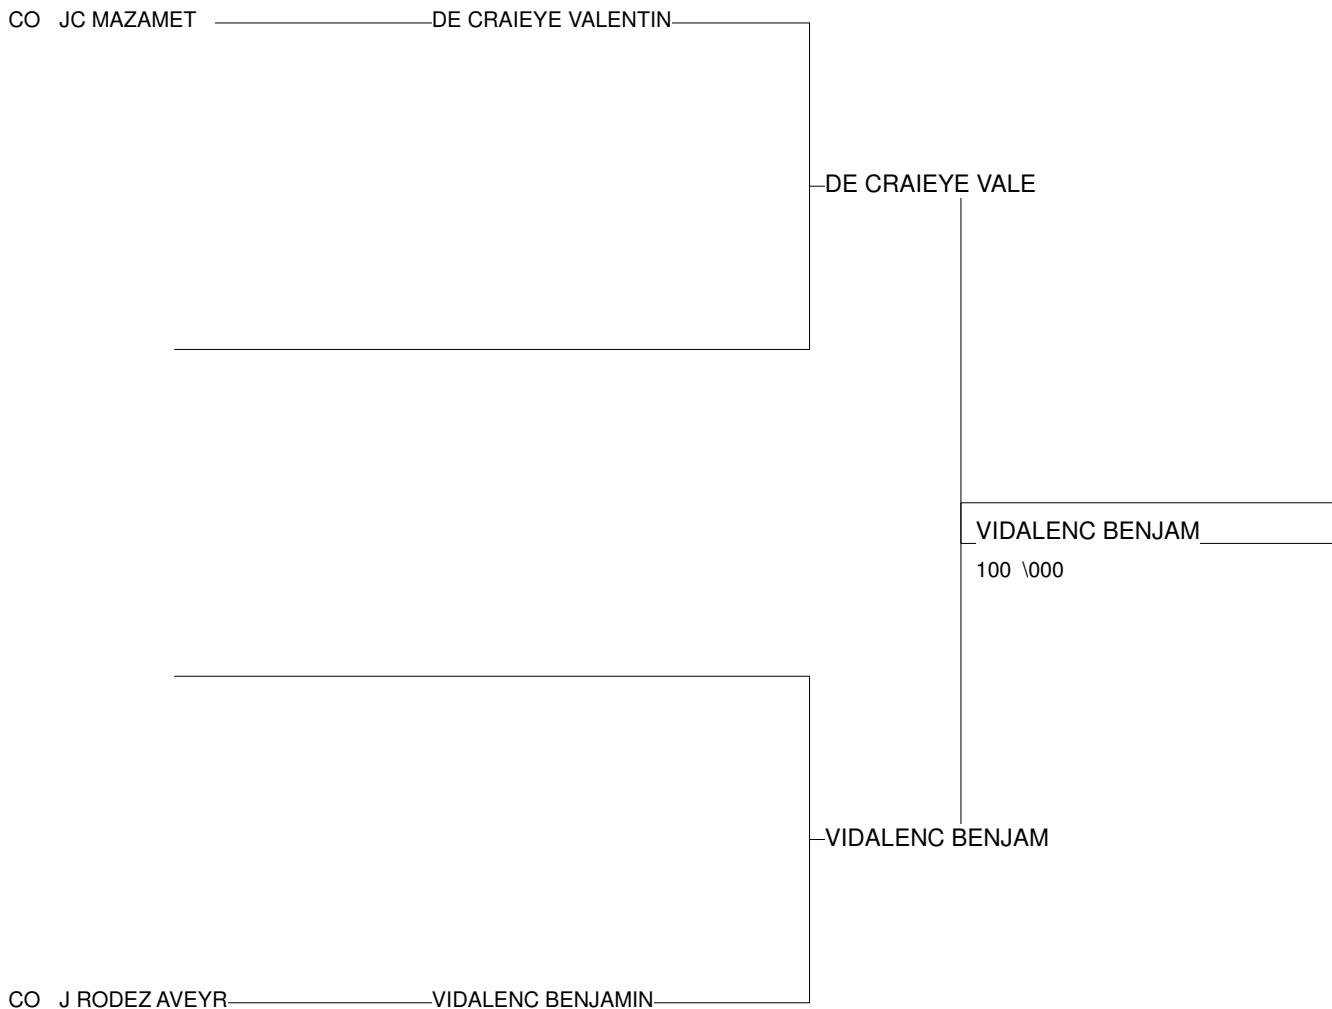 CO JC MAZAMET DE CRAIEYE VALENTIN
DE CRAIEYE VALE
VIDALENC BENJAM
100 \000
VIDALENC BENJAM
CO J RODEZ AVEYR VIDALENC BENJAMIN